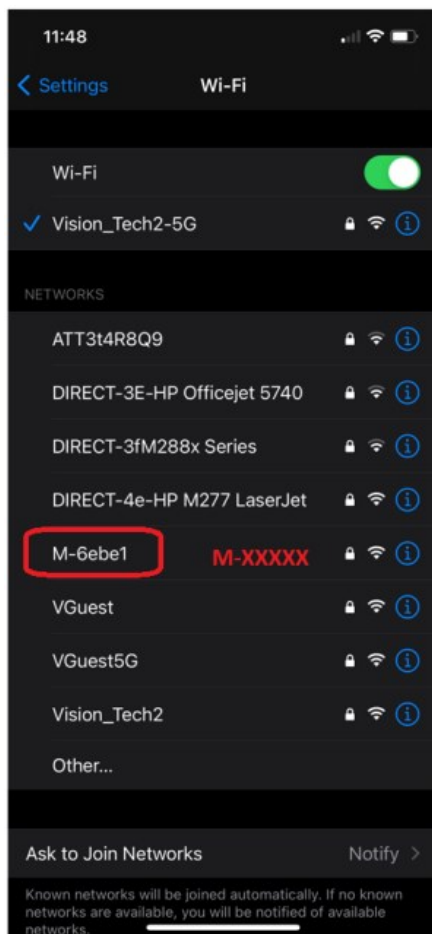 11:48
Settings
Wi-Fi
Wi-Fi
Vision_Tech2-5G
NETWORKS
ATT3t4R8Q9
DIRECT-3E-HP Officejet 5740
DIRECT-3fM288x Series
DIRECT-4e-HP M277 LaserJet
M-6ebe1 M-XXXXX
VGuest
VGuest5G
Vision_Tech2
Other...
Ask to Join Networks Notify
Known networks will be joined automatically. If no known
networks are available, you will be notified of available
networks.